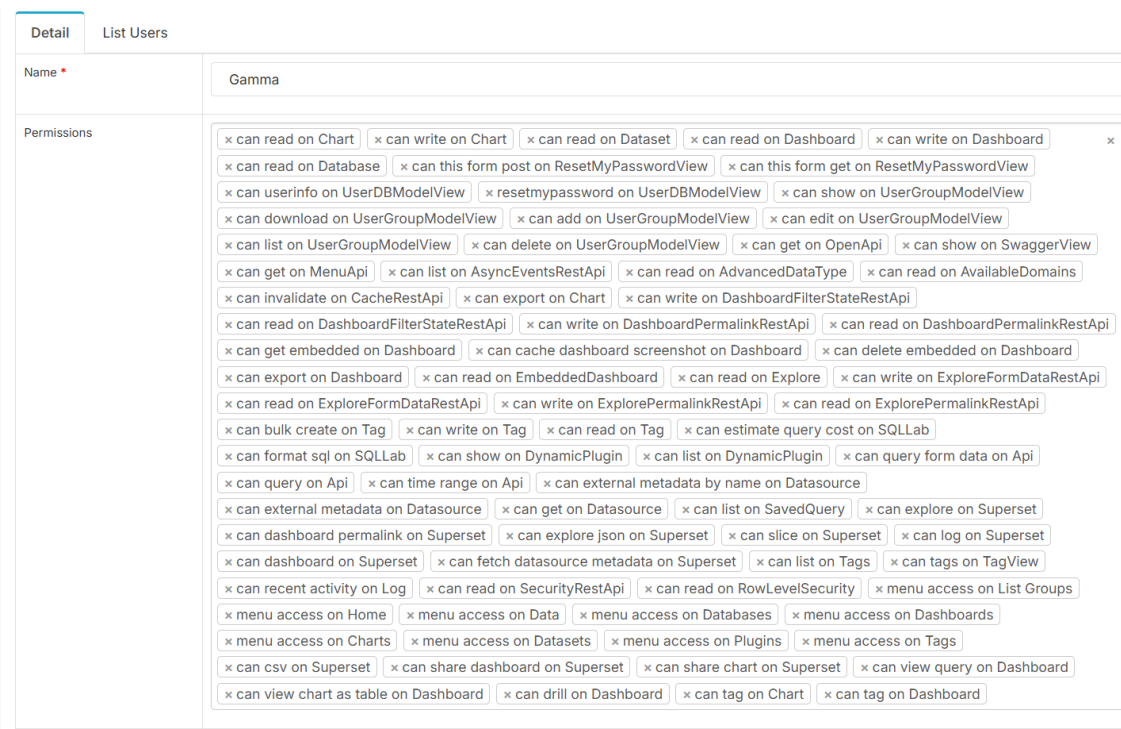 Detail List Users
Name *
Gamma
Permissions
× can read on Chart × can write on Chart × can read on Dataset × can read on Dashboard × can write on Dashboard ×
× can read on Database × can this form post on ResetMyPasswordView × can this form get on ResetMyPasswordView
× can userinfo on UserDBModelView × resetmypassword on UserDBModelView × can show on UserGroupModelView
× can download on UserGroupModelView × can add on UserGroupModelView × can edit on UserGroupModelView
× can list on UserGroupModelView × can delete on UserGroupModelView × can get on OpenApi × can show on SwaggerView
× can get on MenuApi × can list on AsyncEventsRestApi × can read on AdvancedDataType × can read on AvailableDomains
× can invalidate on CacheRestApi × can export on Chart × can write on DashboardFilterStateRestApi
× can read on DashboardFilterStateRestApi × can write on DashboardPermalinkRestApi × can read on DashboardPermalinkRestApi
× can get embedded on Dashboard × can cache dashboard screenshot on Dashboard × can delete embedded on Dashboard
× can export on Dashboard × can read on EmbeddedDashboard × can read on Explore × can write on ExploreFormDataRestApi
× can read on ExploreFormDataRestApi × can write on ExplorePermalinkRestApi × can read on ExplorePermalinkRestApi
× can bulk create on Tag × can write on Tag × can read on Tag × can estimate query cost on SQLLab
× can format sql on SQLLab × can show on DynamicPlugin × can list on DynamicPlugin × can query form data on Api
× can query on Api × can time range on Api × can external metadata by name on Datasource
× can external metadata on Datasource × can get on Datasource × can list on SavedQuery × can explore on Superset
× can dashboard permalink on Superset × can explore json on Superset × can slice on Superset × can log on Superset
× can dashboard on Superset × can fetch datasource metadata on Superset × can list on Tags × can tags on TagView
× can recent activity on Log × can read on SecurityRestApi × can read on RowLevelSecurity × menu access on List Groups
× menu access on Home × menu access on Data × menu access on Databases × menu access on Dashboards
× menu access on Charts × menu access on Datasets × menu access on Plugins × menu access on Tags
× can csv on Superset × can share dashboard on Superset × can share chart on Superset × can view query on Dashboard
× can view chart as table on Dashboard × can drill on Dashboard × can tag on Chart × can tag on Dashboard